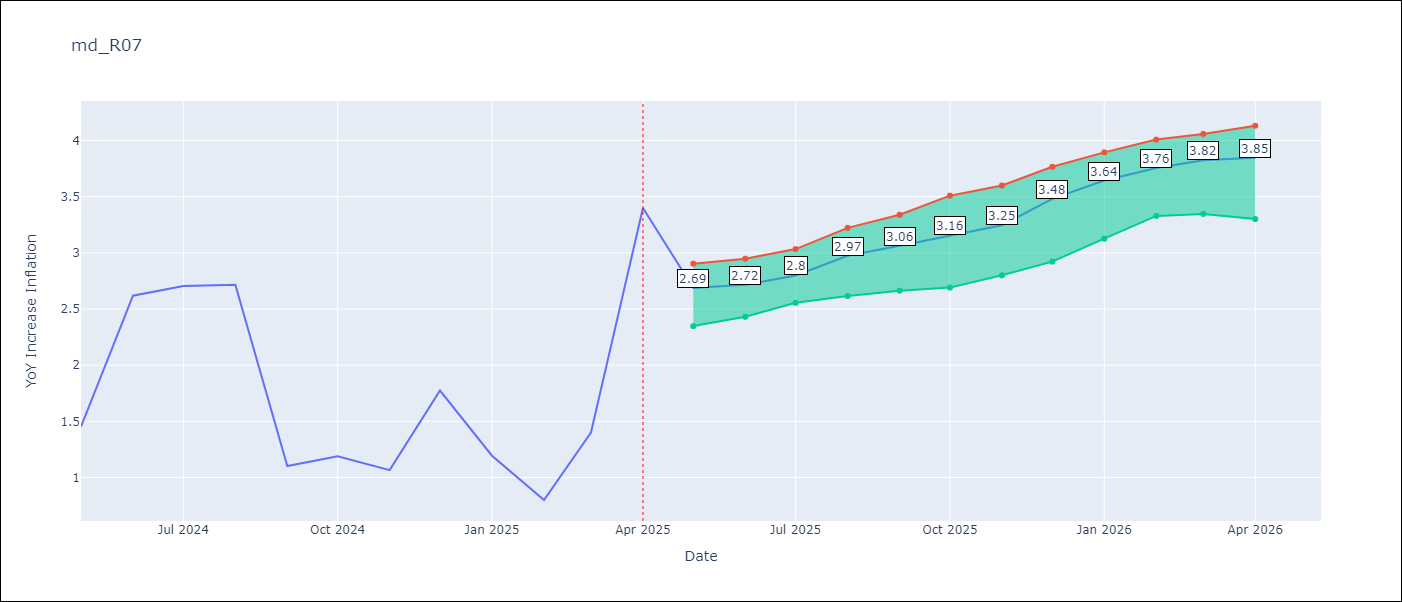 md_R07
YoY Increase Inflation
4
3.5
3
2.5
2
1.5
1
2.69
2.72
2.8
2.97
3.06
3.16
3.25
3.48
3.64
3.76
3.82
3.85
Jul 2024
Oct 2024
Jan 2025
Apr 2025
Jul 2025
Oct 2025
Jan 2026
Apr 2026
Date